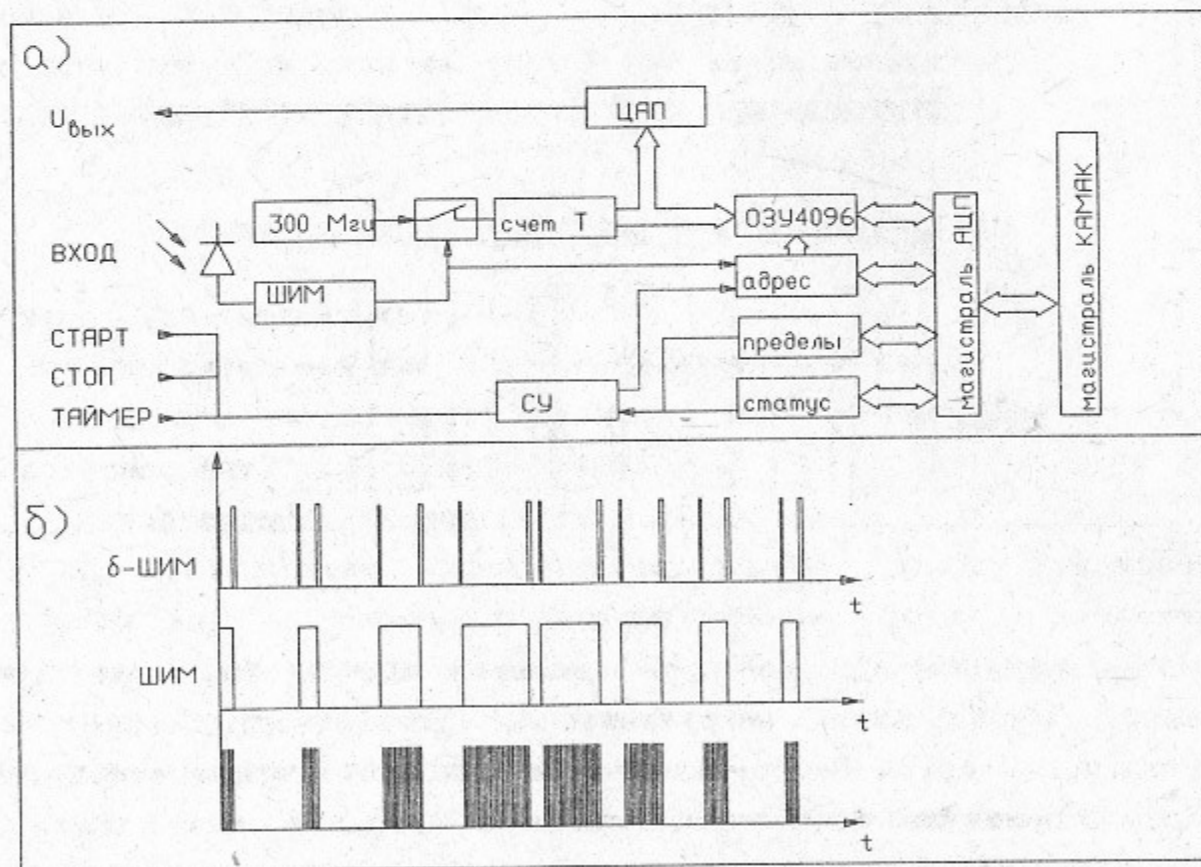 а)
U вых
ЦАП
300 Мгц
счет Т
ОЗУ4096
ВХОД
ШИМ
адрес
СТАРТ
пределы
СТОП
СУ
статус
ТАЙМЕР
магистраль АЦП
магистраль КАМАК
б)
δ-ШИМ
t
ШИМ
t
t